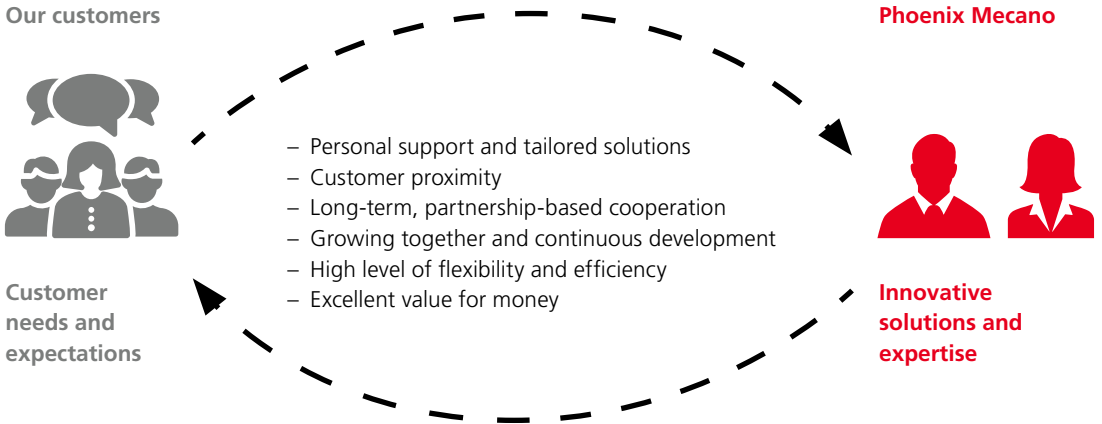 Our customers
Phoenix Mecano
– Personal support and tailored solutions
– Customer proximity
– Long-term, partnership-based cooperation
– Growing together and continuous development
– High level of flexibility and efficiency
– Excellent value for money
Customer
needs and
expectations
Innovative
solutions and
expertise